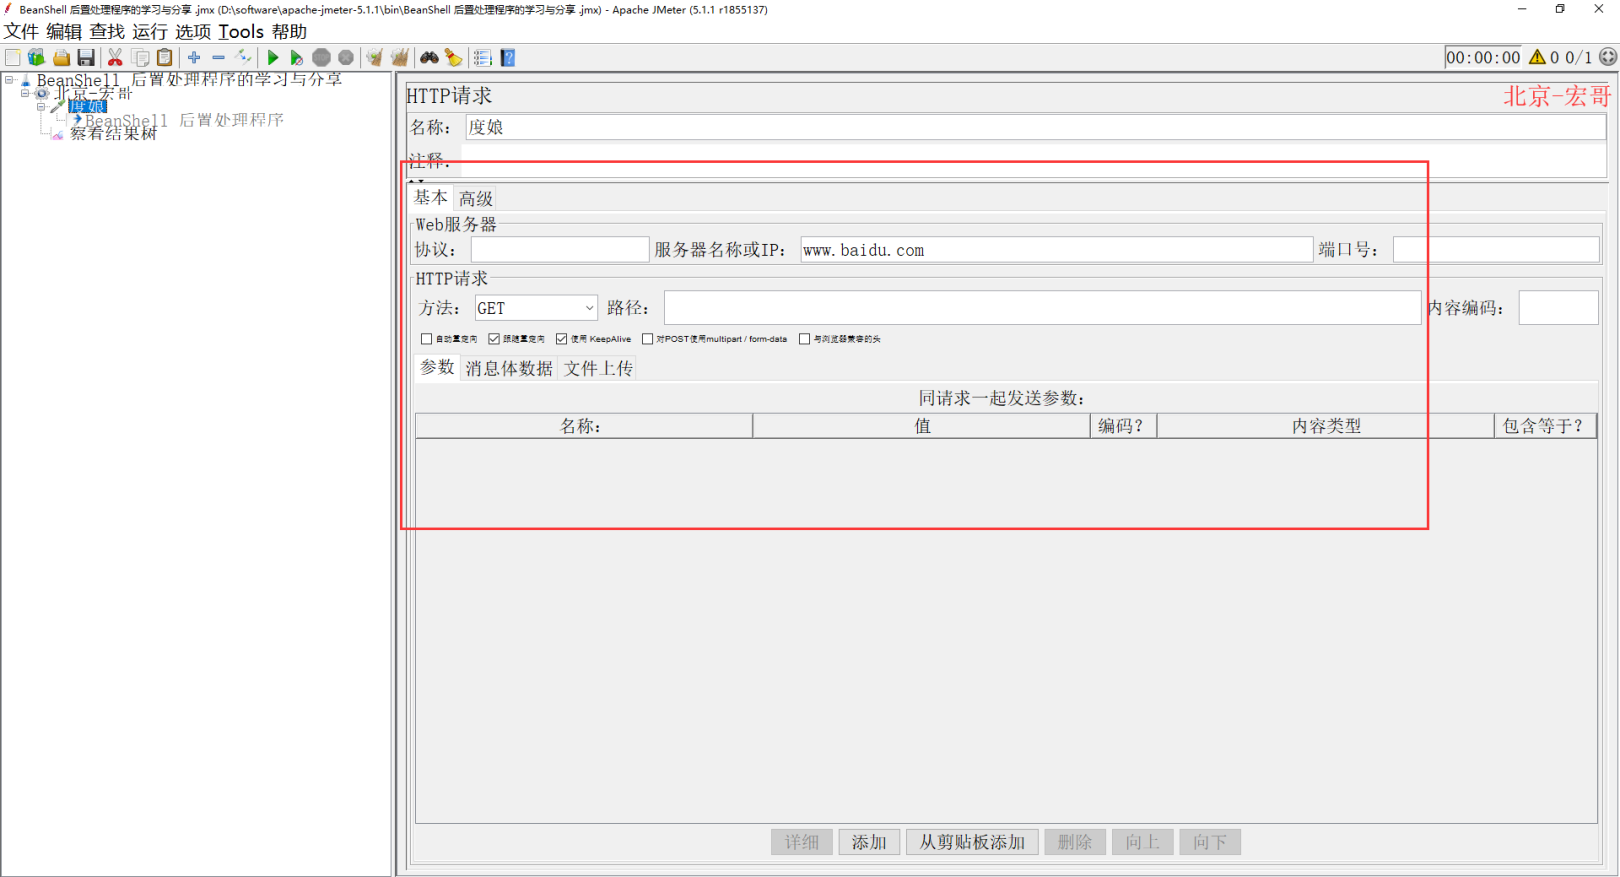 BeanShell 后置处理程序的学习与分享 .jmx (D:\software\apache-jmeter-5.1.1\bin\BeanShell 后置处理程序的学习与分享 .jmx) - Apache JMeter (5.1.1 r1855137)
文件 编辑 查找 运行 选项 Tools 帮助
00:00:00 0 0/1
BeanShell 后置处理程序的学习与分享
北京-宏哥
度娘
BeanShell 后置处理程序
察看结果树
HTTP请求
北京-宏哥
名称： 度娘
注释：
基本 高级
Web服务器
协议： 服务器名称或IP： www.baidu.com 端口号：
HTTP请求
方法： GET 路径： 内容编码：
自动重定向 跟随重定向 使用 KeepAlive 对POST使用multipart / form-data 与浏览器兼容的头
参数 消息体数据 文件上传
同请求一起发送参数：
名称： 值 编码？ 内容类型 包含等于？
详细 添加 从剪贴板添加 删除 向上 向下